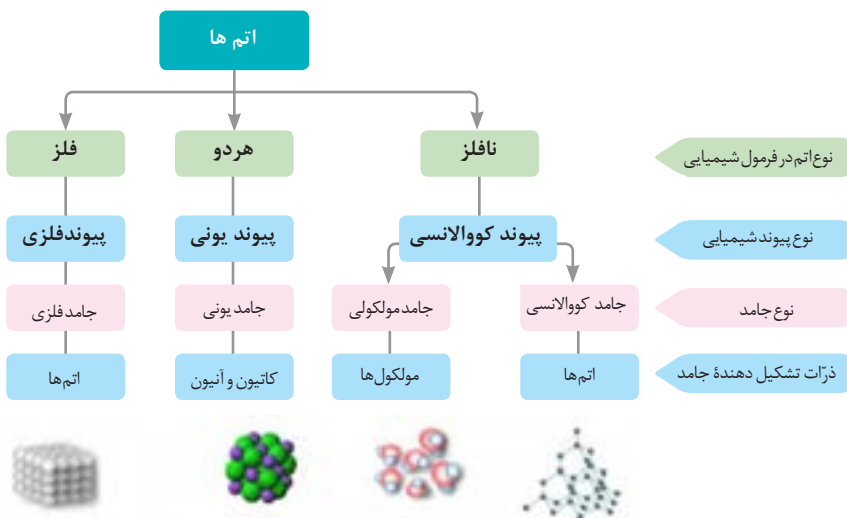 اتم ها
نوع اتم در فرمول شیمیایی
نافلز
هر دو
فلز
نوع پیوند شیمیایی
پیوند کووالانسی
پیوند یونی
پیوند فلزی
نوع جامد
جامد کووالانسی
جامد مولکولی
جامد یونی
جامد فلزی
ذرّات تشکیل دهندهٔ جامد
اتم‌ها
مولکول‌ها
کاتیون و آنیون
اتم‌ها